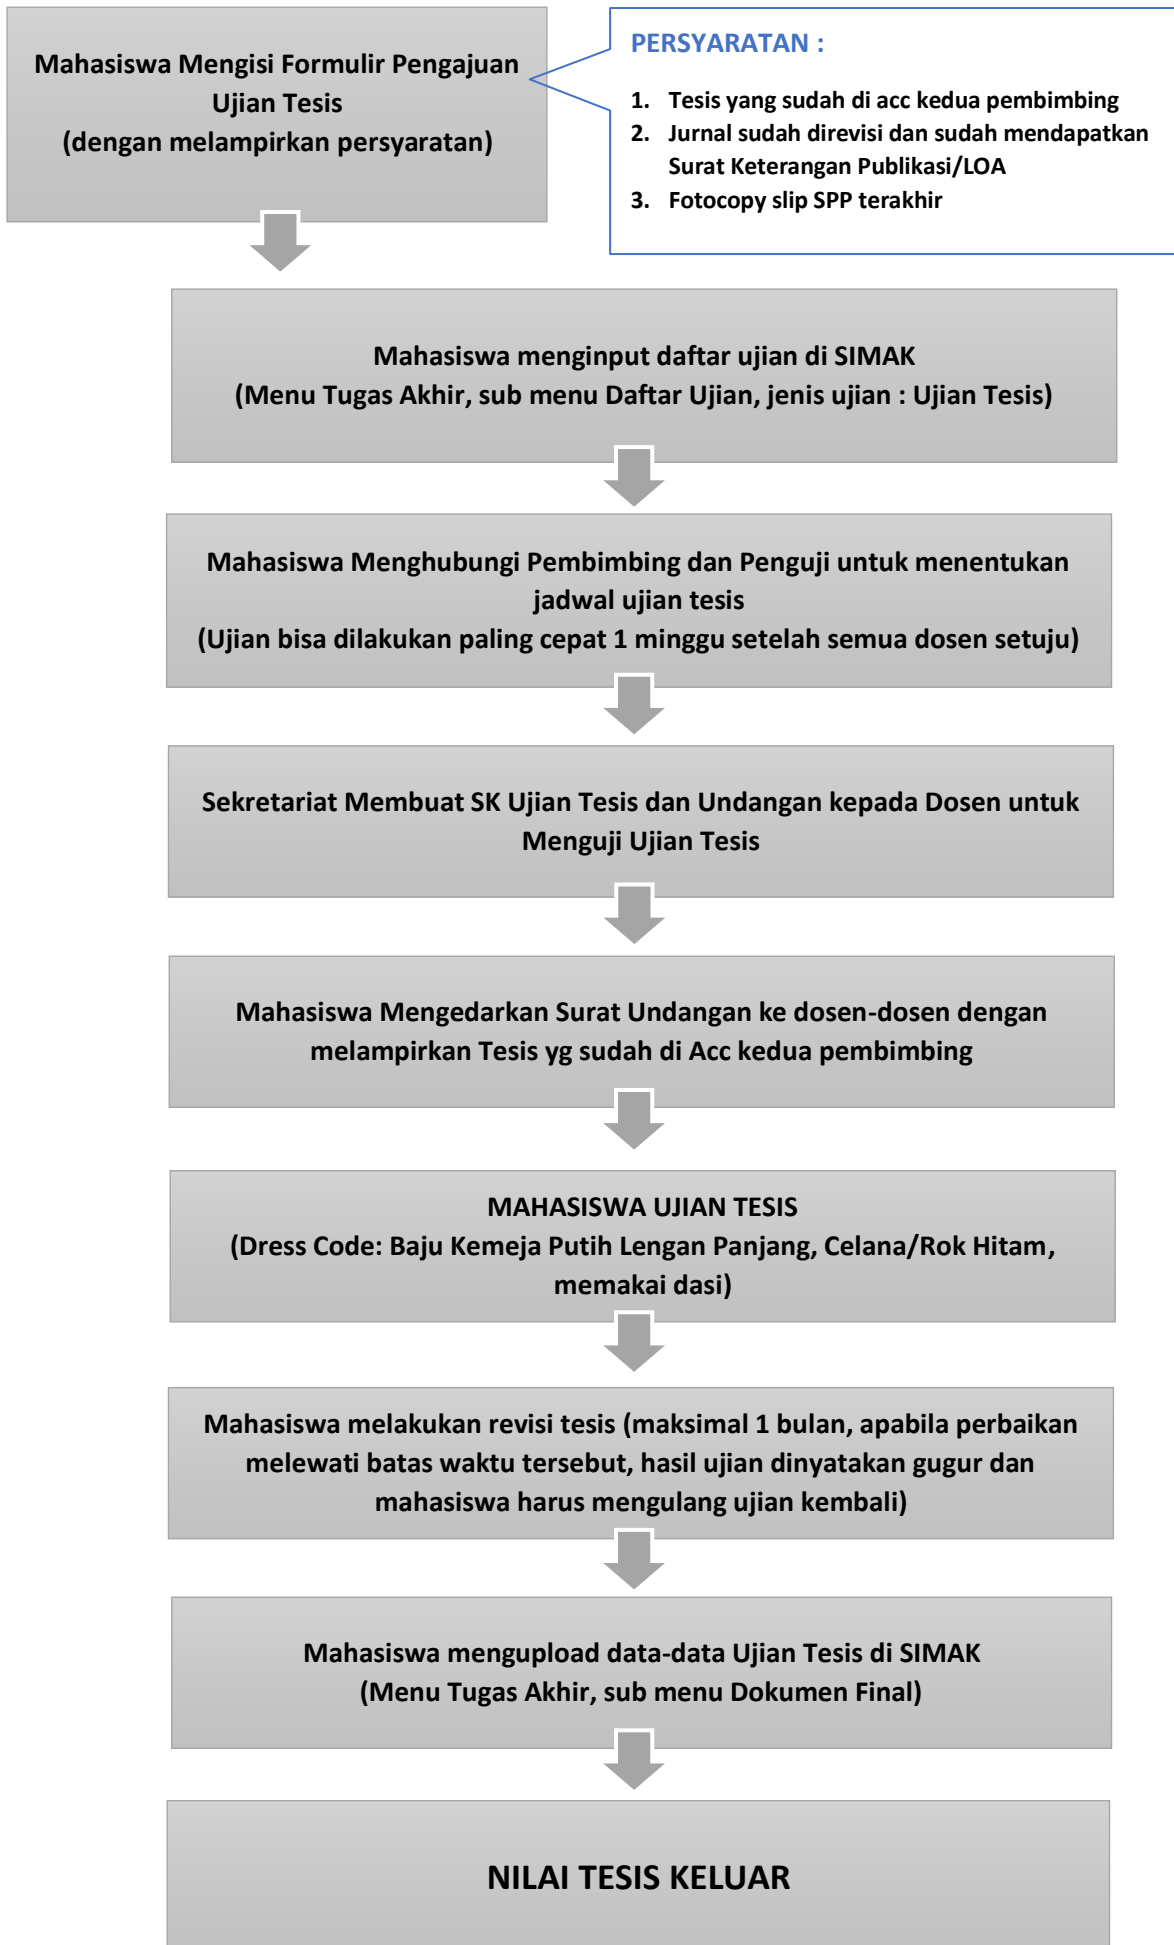 Mahasiswa Mengisi Formulir Pengajuan
Ujian Tesis
(dengan melampirkan persyaratan)
PERSYARATAN :
1. Tesis yang sudah di acc kedua pembimbing
2. Jurnal sudah direvisi dan sudah mendapatkan
Surat Keterangan Publikasi/LOA
3. Fotocopy slip SPP terakhir
Mahasiswa menginput daftar ujian di SIMAK
(Menu Tugas Akhir, sub menu Daftar Ujian, jenis ujian : Ujian Tesis)
Mahasiswa Menghubungi Pembimbing dan Penguji untuk menentukan
jadwal ujian tesis
(Ujian bisa dilakukan paling cepat 1 minggu setelah semua dosen setuju)
Sekretariat Membuat SK Ujian Tesis dan Undangan kepada Dosen untuk
Menguji Ujian Tesis
Mahasiswa Mengedarkan Surat Undangan ke dosen-dosen dengan
melampirkan Tesis yg sudah di Acc kedua pembimbing
MAHASISWA UJIAN TESIS
(Dress Code: Baju Kemeja Putih Lengan Panjang, Celana/Rok Hitam,
memakai dasi)
Mahasiswa melakukan revisi tesis (maksimal 1 bulan, apabila perbaikan
melewati batas waktu tersebut, hasil ujian dinyatakan gugur dan
mahasiswa harus mengulang ujian kembali)
Mahasiswa mengupload data-data Ujian Tesis di SIMAK
(Menu Tugas Akhir, sub menu Dokumen Final)
NILAI TESIS KELUAR